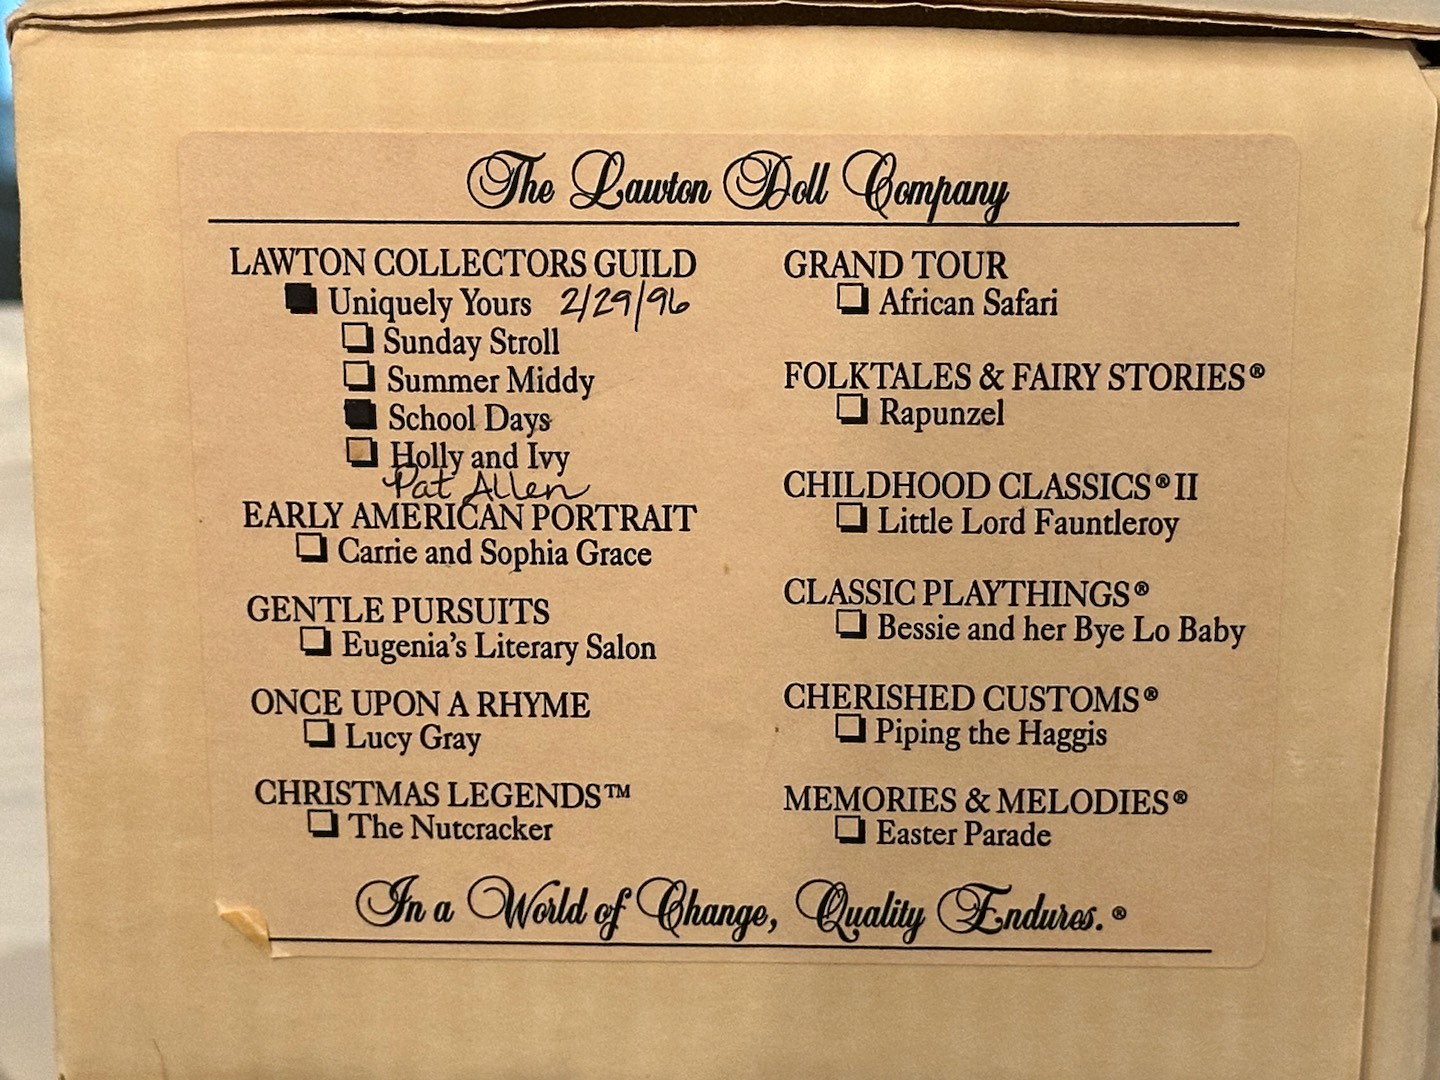 The Lawton Doll Company
LAWTON COLLECTORS GUILD
■ Uniquely Yours 2/29/96
❑ Sunday Stroll
❑ Summer Middy
■ School Days
❑ Holly and Ivy
Pat Allen
EARLY AMERICAN PORTRAIT
❑ Carrie and Sophia Grace
GENTLE PURSUITS
❑ Eugenia's Literary Salon
ONCE UPON A RHYME
❑ Lucy Gray
CHRISTMAS LEGENDS™
❑ The Nutcracker
GRAND TOUR
❑ African Safari
FOLKTALES & FAIRY STORIES®
❑ Rapunzel
CHILDHOOD CLASSICS® II
❑ Little Lord Fauntleroy
CLASSIC PLAYTHINGS®
❑ Bessie and her Bye Lo Baby
CHERISHED CUSTOMS®
❑ Piping the Haggis
MEMORIES & MELODIES®
❑ Easter Parade
In a World of Change, Quality Endures.®